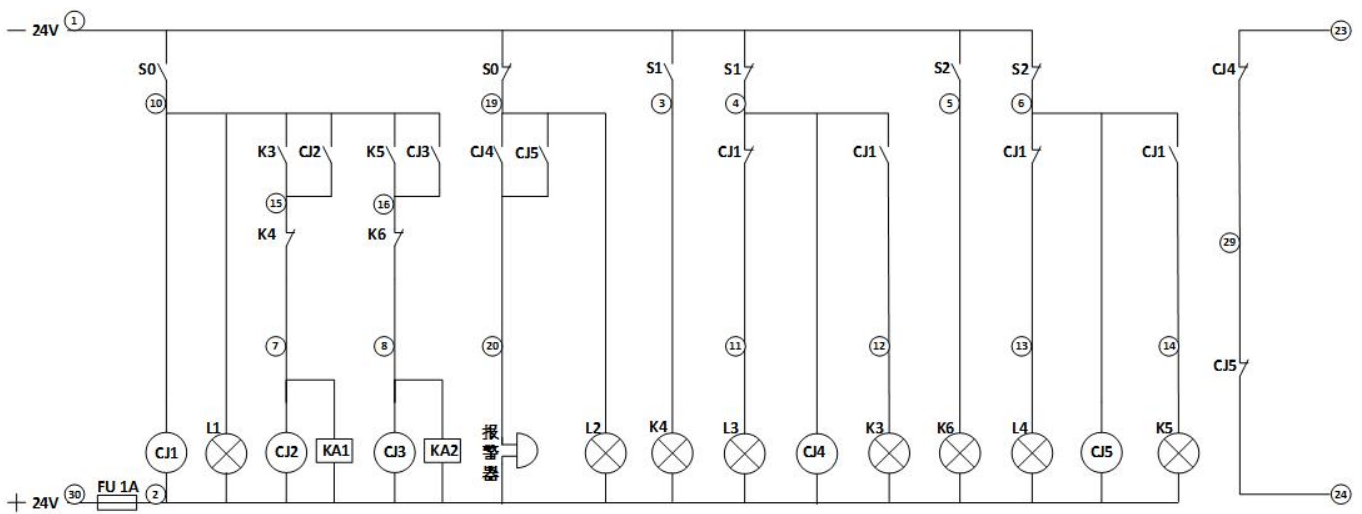 — 24V 1 23
S0 S0 S1 S1 S2 S2 CJ4
10 19 3 4 5 6
K3 CJ2 K5 CJ3 CJ4 CJ5 CJ1 CJ1 CJ1 CJ1
15 16
K4 K6 29
7 8 20 11 12 13 14
CJ5
L1 报警器 L2 K4 L3 K3 K6 L4 K5
CJ1 CJ2 KA1 CJ3 KA2 CJ4 CJ5
+ 24V 30 FU 1A 2 24